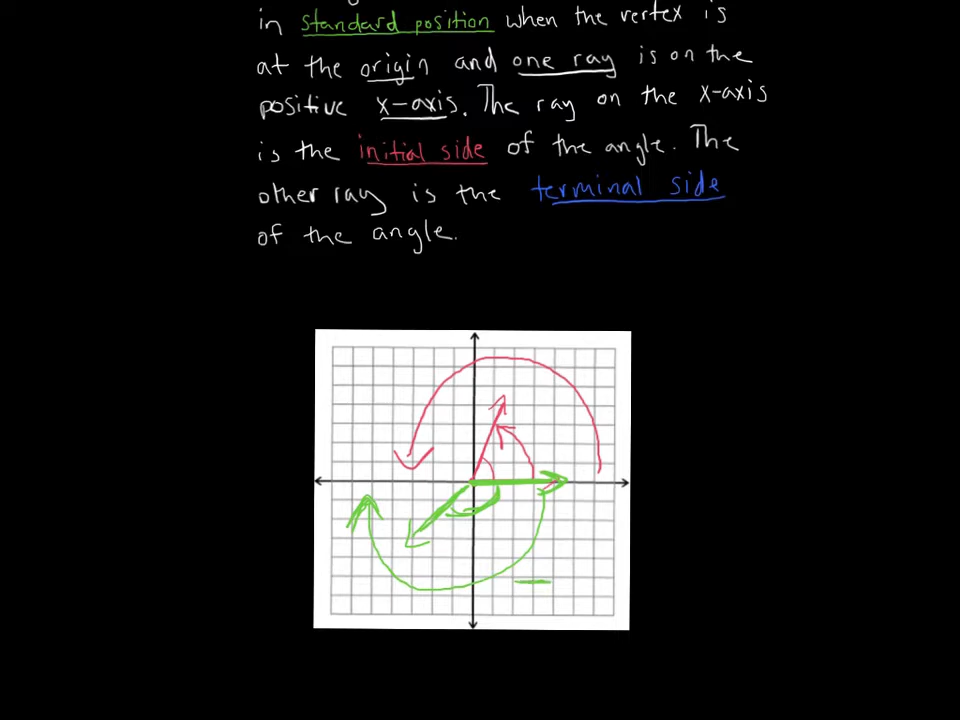 in standard position when the vertex is
at the origin and one ray is on the
positive x-axis. The ray on the x-axis
is the initial side of the angle. The
other ray is the terminal side
of the angle.